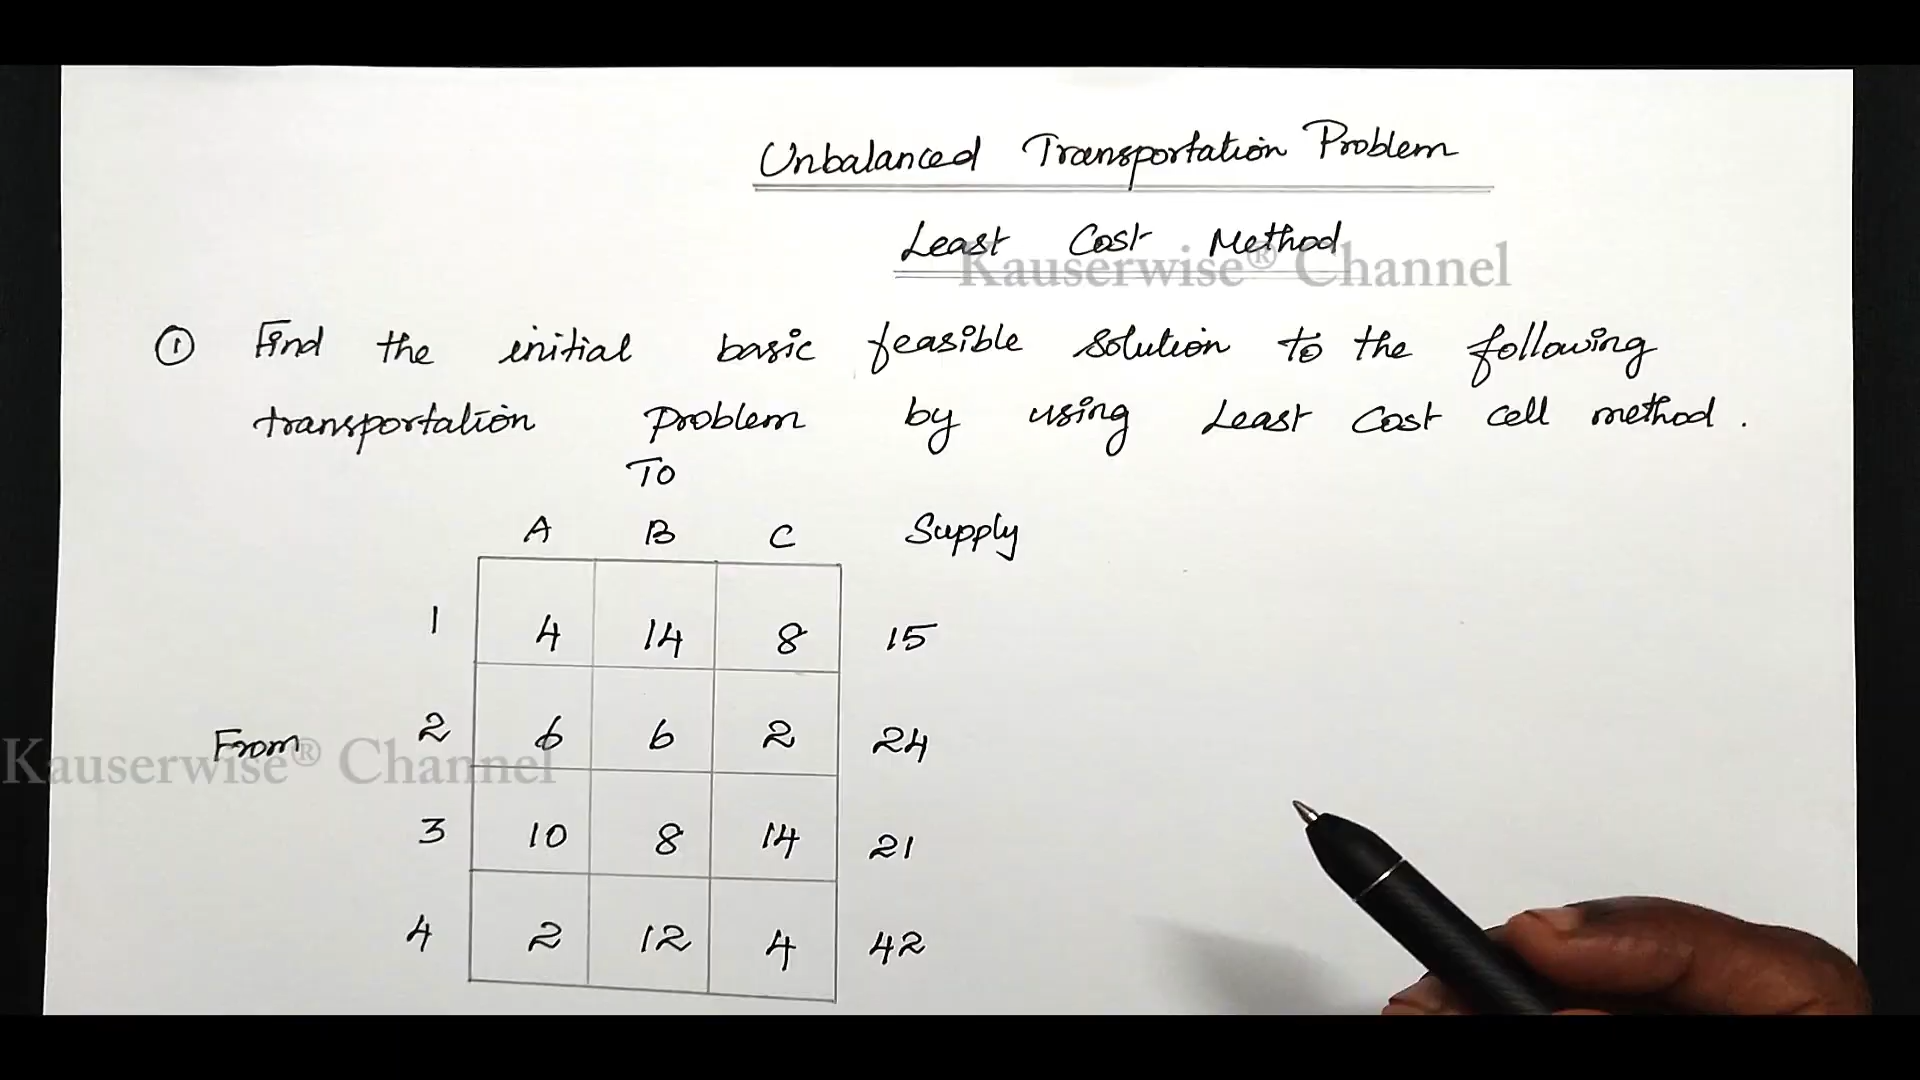 Unbalanced Transportation Problem
Least Cost Method
Kauserwise® Channel
① Find the initial basic feasible solution to the following
transportation Problem by using Least Cost cell method.
TO
A B C Supply
1 4 14 8 15
From 2 6 6 2 24
Kauserwise® Channel
3 10 8 14 21
4 2 12 4 42